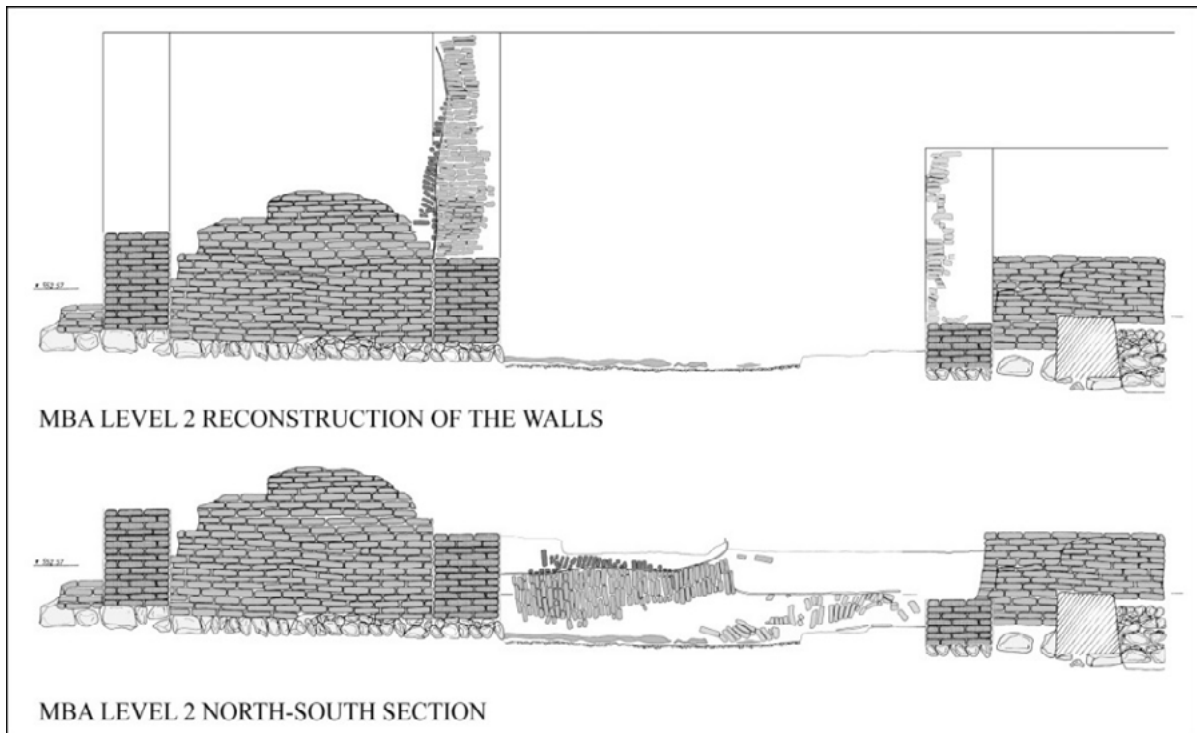 MBA LEVEL 2 RECONSTRUCTION OF THE WALLS
MBA LEVEL 2 NORTH-SOUTH SECTION